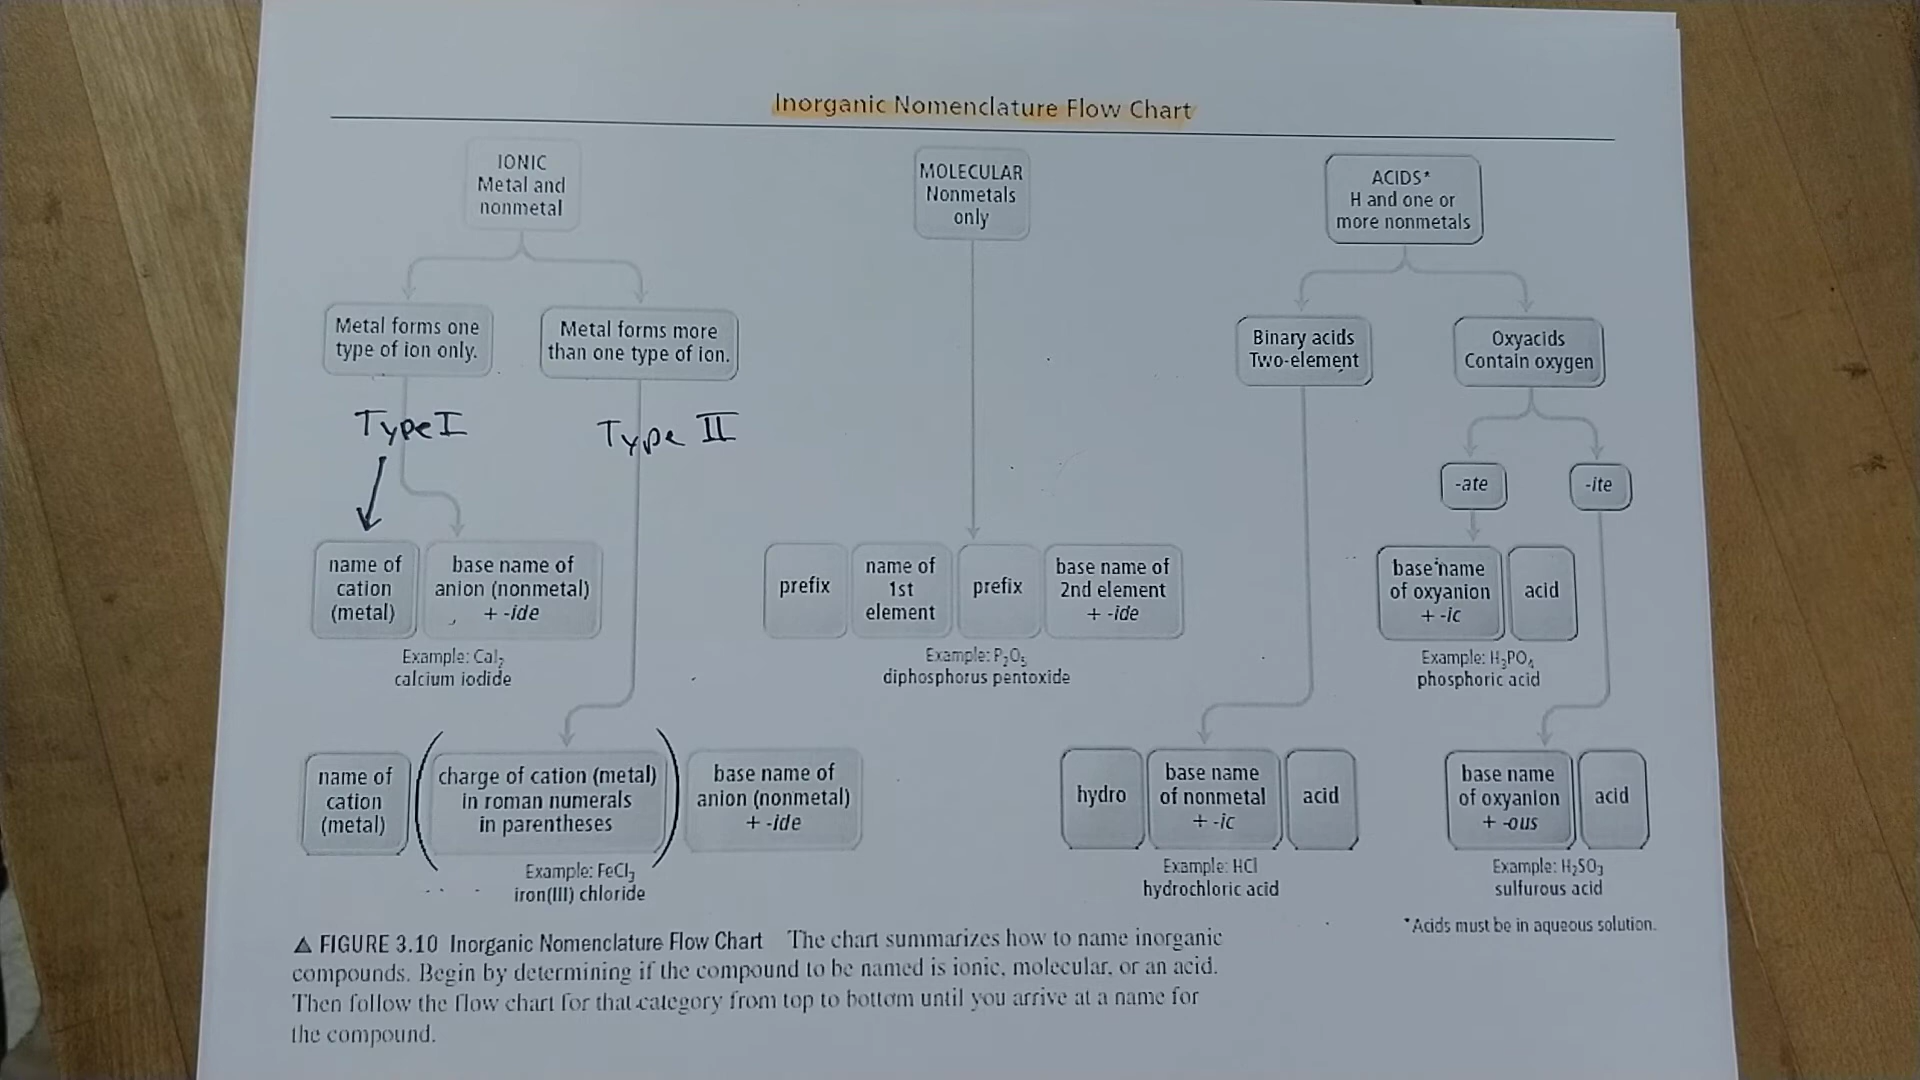 Inorganic Nomenclature Flow Chart
IONIC
Metal and
nonmetal
MOLECULAR
Nonmetals
only
ACIDS*
H and one or
more nonmetals
Metal forms one
type of ion only.
Metal forms more
than one type of ion.
Binary acids
Two-element
Oxyacids
Contain oxygen
Type I
Type II
-ate
-ite
name of
cation
(metal)
base name of
anion (nonmetal)
+ -ide
Example: CaI₂
calcium iodide
prefix
name of
1st
element
prefix
base name of
2nd element
+ -ide
Example: P₂O₅
diphosphorus pentoxide
base name
of oxyanion
+ -ic
acid
Example: H₃PO₄
phosphoric acid
name of
cation
(metal)
(charge of cation (metal)
in roman numerals
in parentheses)
base name of
anion (nonmetal)
+ -ide
Example: FeCl₃
iron(III) chloride
hydro
base name
of nonmetal
+ -ic
acid
Example: HCl
hydrochloric acid
base name
of oxyanion
+ -ous
acid
Example: H₂SO₃
sulfurous acid
*Acids must be in aqueous solution.
▲ FIGURE 3.10 Inorganic Nomenclature Flow Chart The chart summarizes how to name inorganic
compounds. Begin by determining if the compound to be named is ionic, molecular, or an acid.
Then follow the flow chart for that category from top to bottom until you arrive at a name for
the compound.